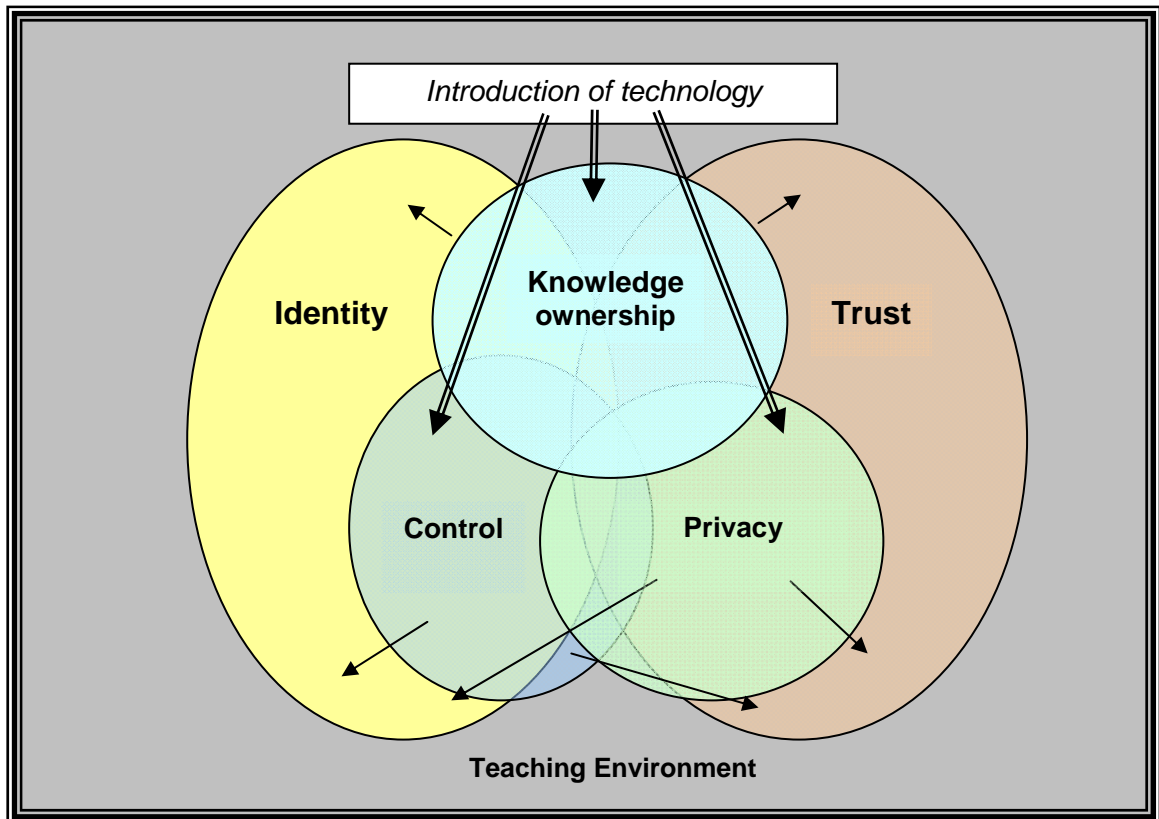 Introduction of technology
Knowledge
ownership
Identity
Trust
Control
Privacy
Teaching Environment